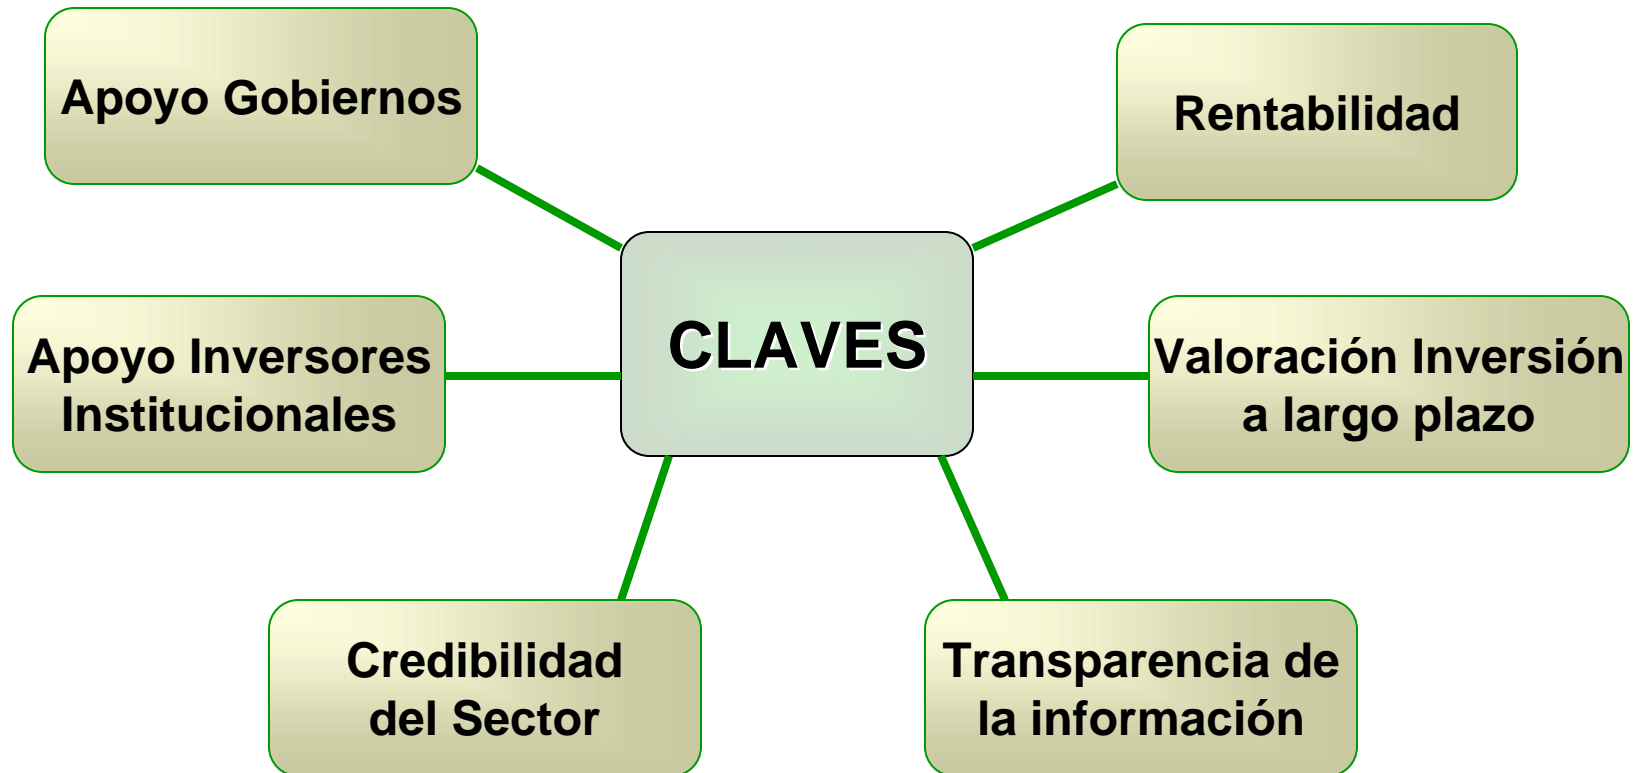 Apoyo Gobiernos
Rentabilidad
CLAVES
Apoyo Inversores
Institucionales
Valoración Inversión
a largo plazo
Credibilidad
del Sector
Transparencia de
la información